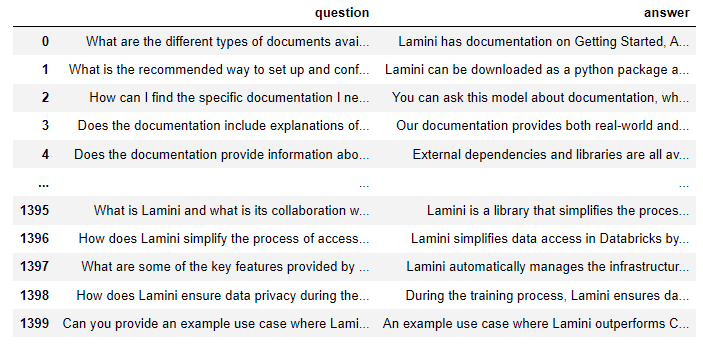 question answer
0 What are the different types of documents avai... Lamini has documentation on Getting Started, A...
1 What is the recommended way to set up and conf... Lamini can be downloaded as a python package a...
2 How can I find the specific documentation I ne... You can ask this model about documentation, wh...
3 Does the documentation include explanations of... Our documentation provides both real-world and...
4 Does the documentation provide information abo... External dependencies and libraries are all av...
... ... ...
1395 What is Lamini and what is its collaboration w... Lamini is a library that simplifies the proces...
1396 How does Lamini simplify the process of access... Lamini simplifies data access in Databricks by...
1397 What are some of the key features provided by ... Lamini automatically manages the infrastructur...
1398 How does Lamini ensure data privacy during the... During the training process, Lamini ensures da...
1399 Can you provide an example use case where Lami... An example use case where Lamini outperforms C...